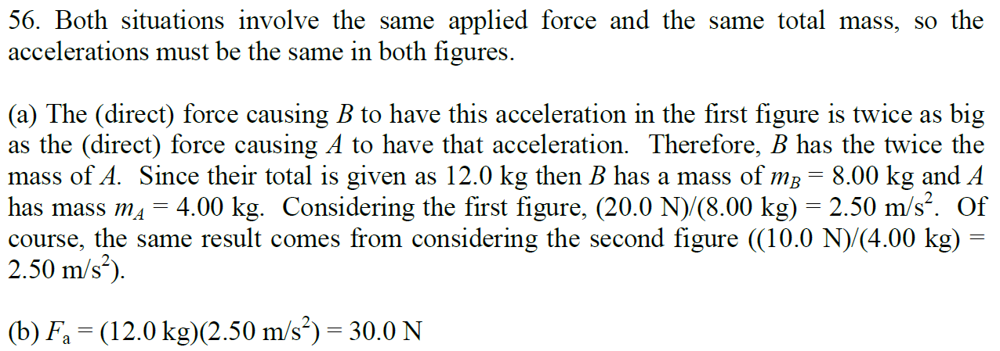 56. Both situations involve the same applied force and the same total mass, so the
accelerations must be the same in both figures.
(a) The (direct) force causing B to have this acceleration in the first figure is twice as big
as the (direct) force causing A to have that acceleration. Therefore, B has the twice the
mass of A. Since their total is given as 12.0 kg then B has a mass of m_B = 8.00 kg and A
has mass m_A = 4.00 kg. Considering the first figure, (20.0 N)/(8.00 kg) = 2.50 m/s². Of
course, the same result comes from considering the second figure ((10.0 N)/(4.00 kg) =
2.50 m/s²).
(b) F_a = (12.0 kg)(2.50 m/s²) = 30.0 N